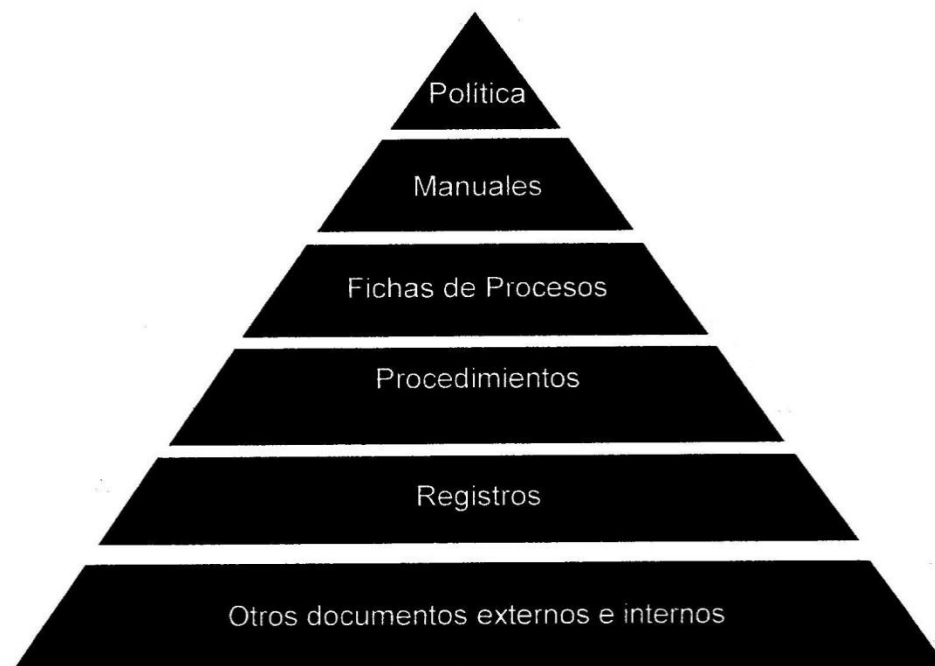 Política
Manuales
Fichas de Procesos
Procedimientos
Registros
Otros documentos externos e internos